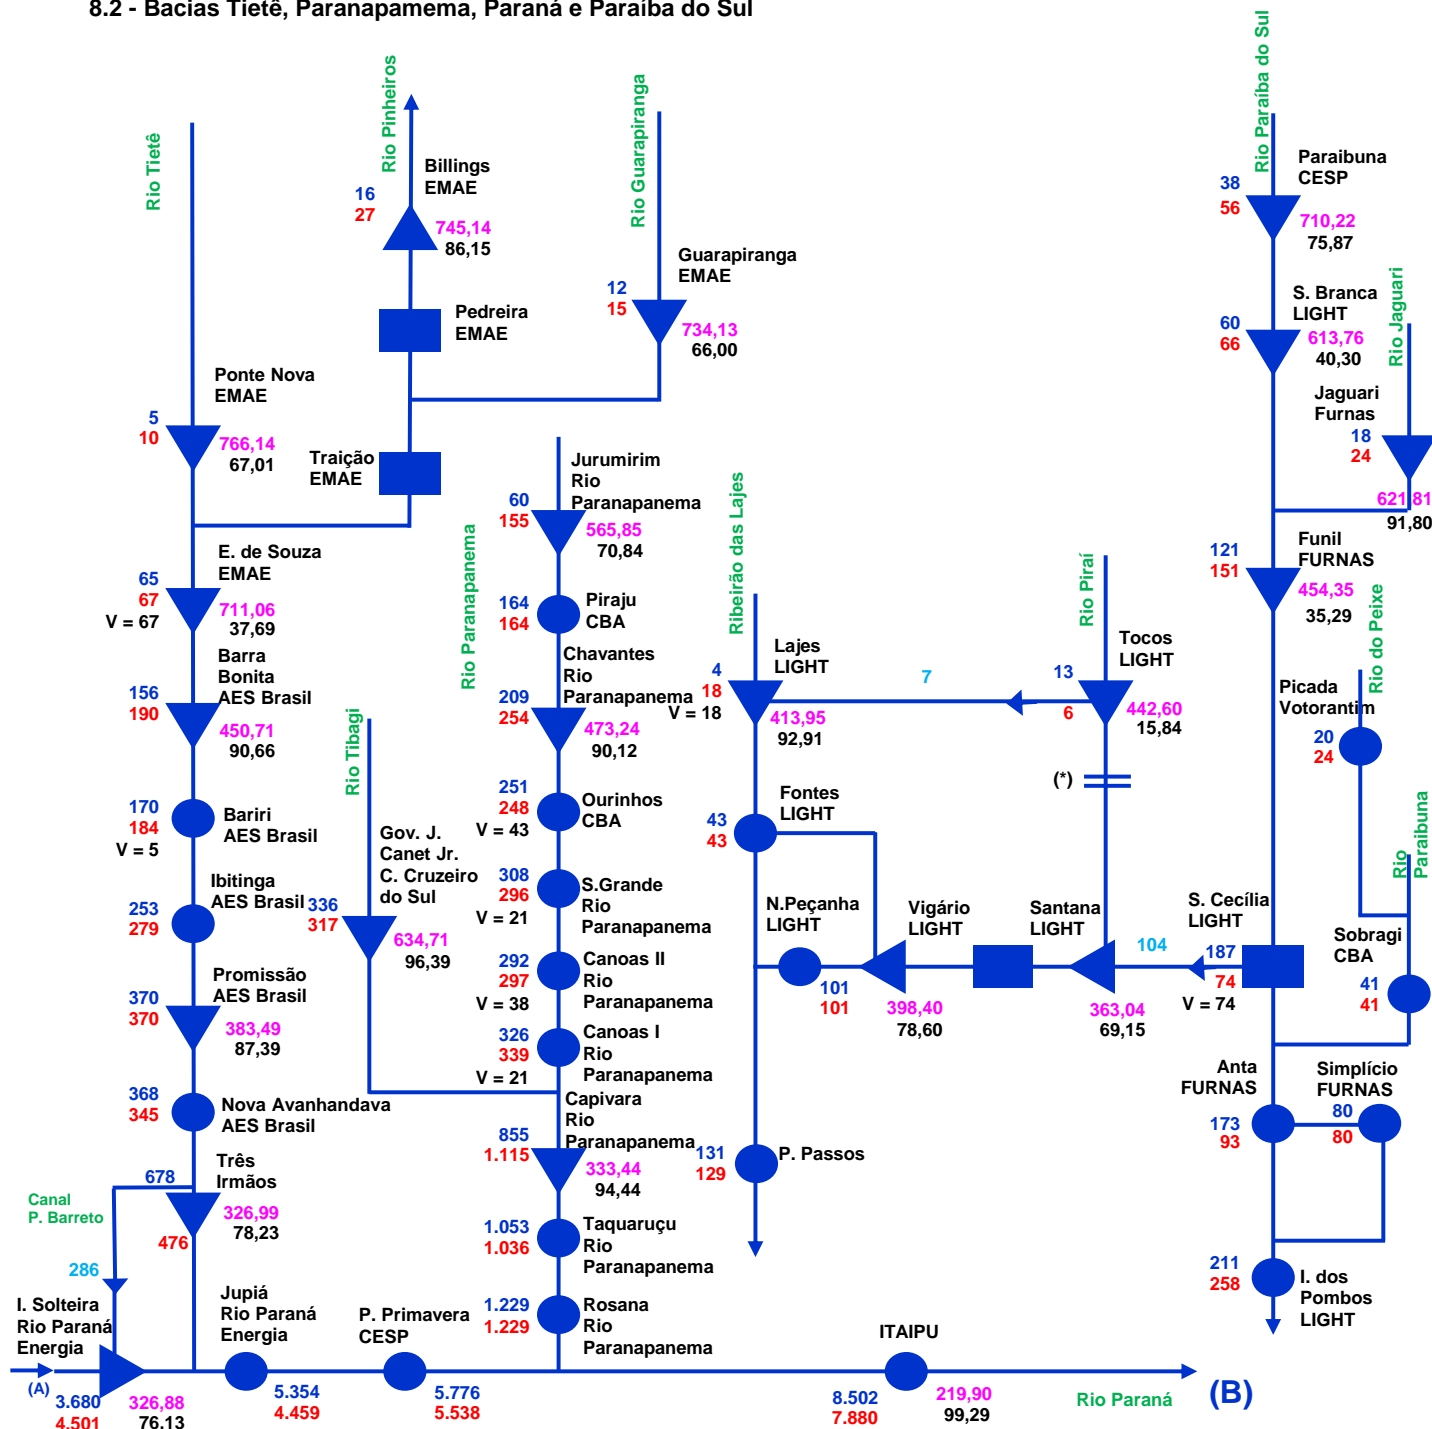 8.2 - Bacias Tietê, Paranapamema, Paraná e Paraíba do Sul
Rio Tietê
Rio Pinheiros
Billings
EMAE
16
27
745,14
86,15
Rio Guarapiranga
Guarapiranga
EMAE
12
15
734,13
66,00
Pedreira
EMAE
Ponte Nova
EMAE
5
10
766,14
67,01
Traição
EMAE
E. de Souza
EMAE
65
67
V = 67
711,06
37,69
Barra
Bonita
AES Brasil
156
190
450,71
90,66
170
184
V = 5
Bariri
AES Brasil
Ibitinga
AES Brasil
253
279
Promissão
AES Brasil
370
370
383,49
87,39
368
345
Nova Avanhandava
AES Brasil
678
Três
Irmãos
326,99
78,23
476
Canal
P. Barreto
286
I. Solteira
Rio Paraná
Energia
(A)
3.680
4.501
326,88
76,13
Jupiá
Rio Paraná
Energia
5.354
4.459
P. Primavera
CESP
5.776
5.538
Rio Tibagi
Gov. J.
Canet Jr.
C. Cruzeiro
do Sul
336
317
634,71
96,39
Rio Paranapanema
Jurumirim
Rio
Paranapanema
60
155
565,85
70,84
164
164
Piraju
CBA
Chavantes
Rio
Paranapanema
209
254
473,24
90,12
251
248
V = 43
Ourinhos
CBA
308
296
V = 21
S.Grande
Rio
Paranapanema
292
297
V = 38
Canoas II
Rio
Paranapanema
326
339
V = 21
Canoas I
Rio
Paranapanema
Capivara
Rio
Paranapanema
855
1.115
333,44
94,44
1.053
1.036
Taquaruçu
Rio
Paranapanema
1.229
1.229
Rosana
Rio
Paranapanema
ITAIPU
8.502
7.880
219,90
99,29
Rio Paraná
(B)
Ribeirão das Lajes
Lajes
LIGHT
4
18
V = 18
413,95
92,91
7
Rio Piraí
Tocos
LIGHT
13
6
442,60
15,84
(*)
Fontes
LIGHT
43
43
N.Peçanha
LIGHT
101
101
Vigário
LIGHT
398,40
78,60
Santana
LIGHT
363,04
69,15
104
S. Cecília
LIGHT
187
74
V = 74
131
129
P. Passos
Rio Paraíba do Sul
Paraibuna
CESP
38
56
710,22
75,87
S. Branca
LIGHT
60
66
613,76
40,30
Rio Jaguari
Jaguari
Furnas
18
24
621,81
91,80
Funil
FURNAS
121
151
454,35
35,29
Rio do Peixe
Picada
Votorantim
20
24
Rio
Paraibuna
Sobragi
CBA
41
41
Anta
FURNAS
173
93
Simplício
FURNAS
80
80
211
258
I. dos
Pombos
LIGHT